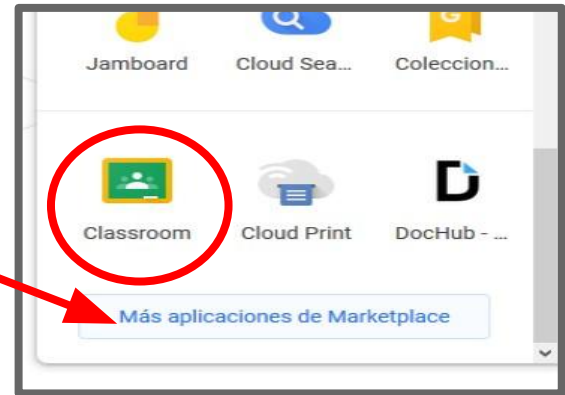 Jamboard Cloud Sea... Coleccion...
Classroom Cloud Print DocHub - ...
Más aplicaciones de Marketplace